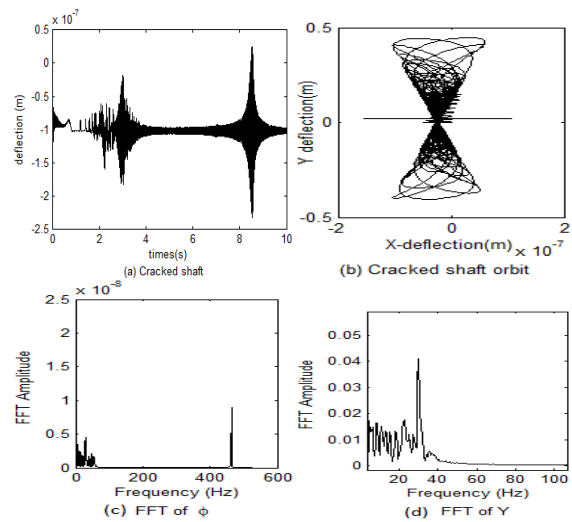 x 10⁻⁷
0.5
0
-0.5
-1
-1.5
-2
-2.5
deflection (m)
0 2 4 6 8 10
times(s)
(a) Cracked shaft
0.5
0
-0.5
Y deflection(m)
-2 -1 0 1 2
X-deflection(m) x 10⁻⁷
(b) Cracked shaft orbit
x 10⁻⁸
2.5
2
1.5
1
0.5
0
FFT Amplitude
0 200 400 600
Frequency (Hz)
(c) FFT of ϕ
0.05
0.04
0.03
0.02
0.01
0
FFT Amplitude
20 40 60 80 100
Frequency (Hz)
(d) FFT of Y